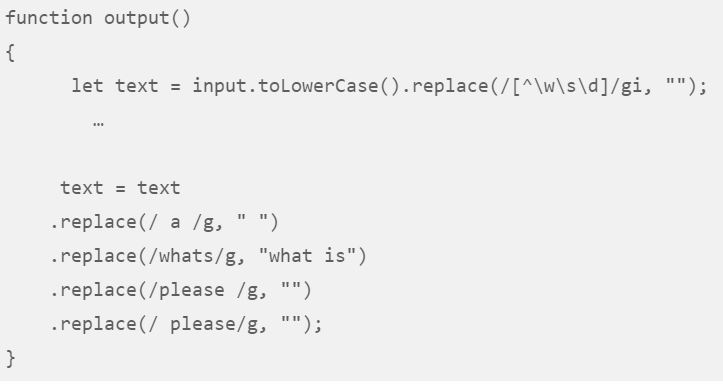 function output()
{
let text = input.toLowerCase().replace(/[^\w\s\d]/gi, "");
…
text = text
.replace(/ a /g, " ")
.replace(/whats/g, "what is")
.replace(/please /g, "")
.replace(/ please/g, "");
}